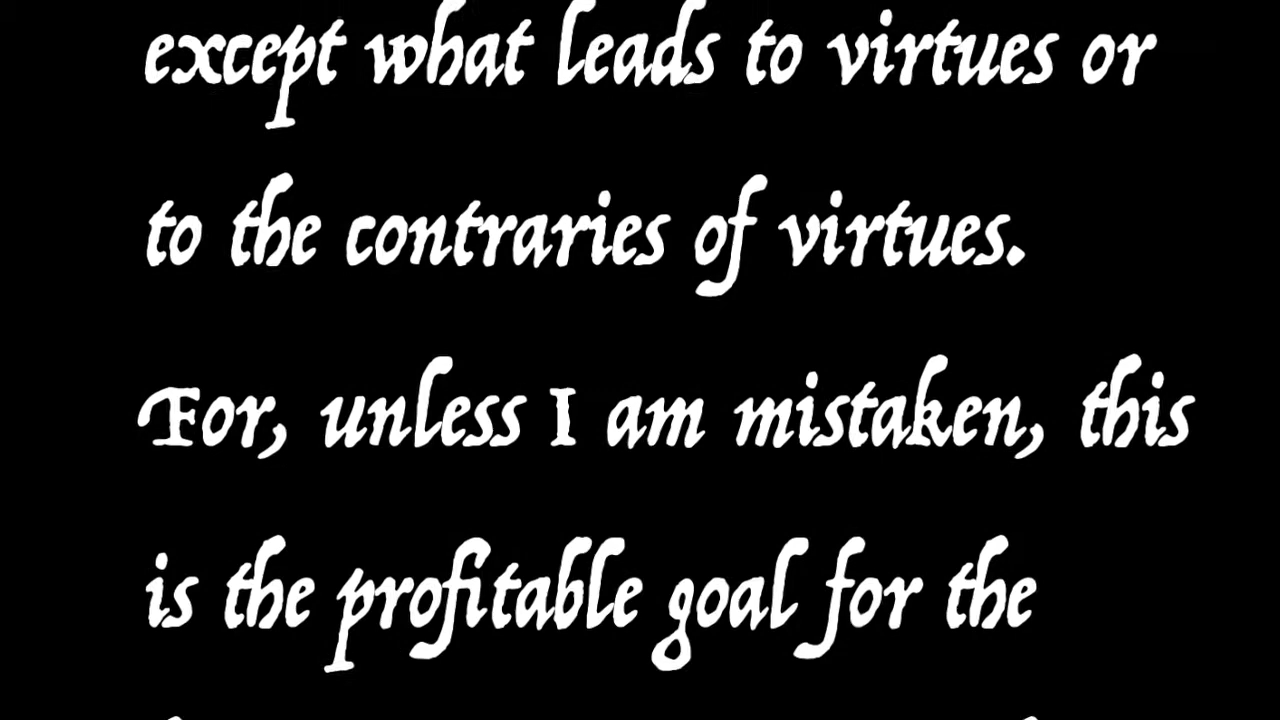 except what leads to virtues or
to the contraries of virtues.
For, unless I am mistaken, this
is the profitable goal for the